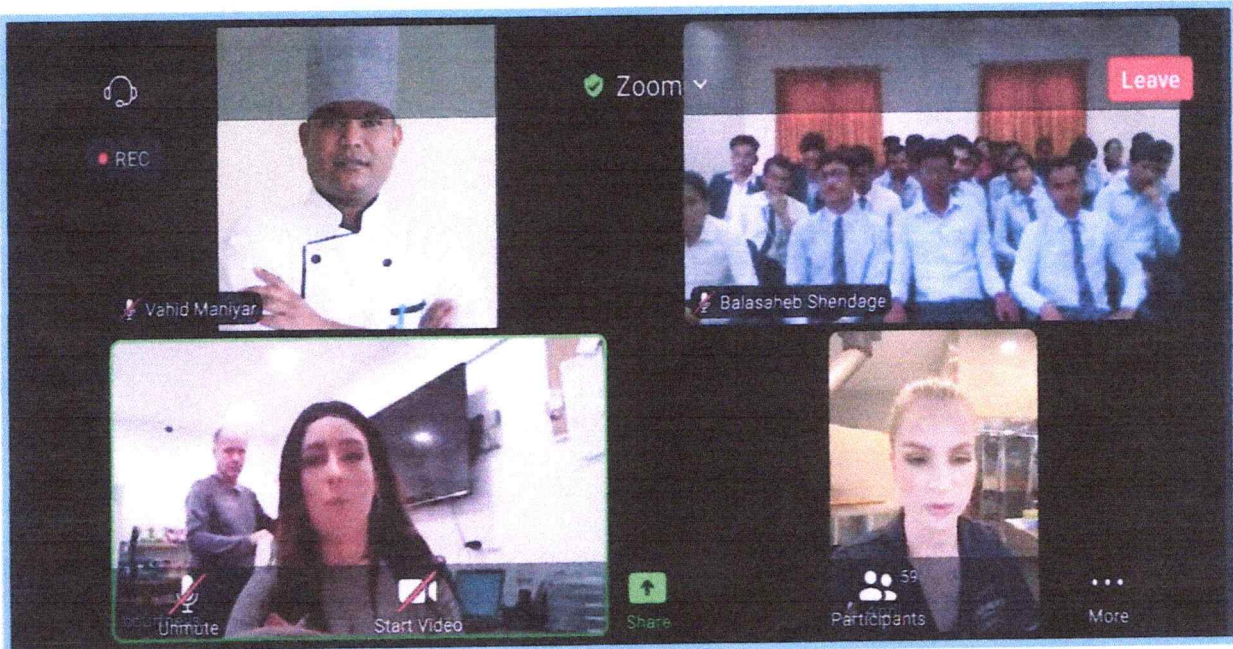 Zoom
Leave
REC
Vahid Maniyar
Balasaheb Shendage
Unmute
Start Video
Share
59
Participants
More